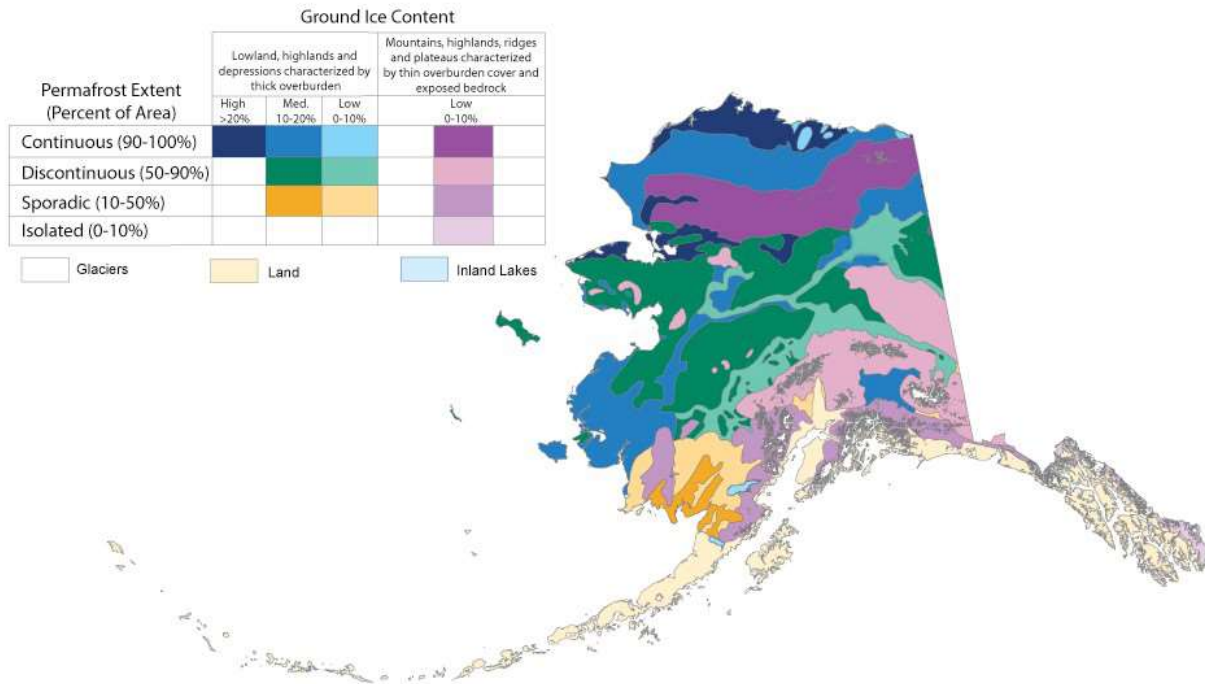 Ground Ice Content
Lowland, highlands and
depressions characterized by
thick overburden
Mountains, highlands, ridges
and plateaus characterized
by thin overburden cover and
exposed bedrock
Permafrost Extent
(Percent of Area)
High
>20%
Med.
10-20%
Low
0-10%
Low
0-10%
Continuous (90-100%)
Discontinuous (50-90%)
Sporadic (10-50%)
Isolated (0-10%)
Glaciers
Land
Inland Lakes